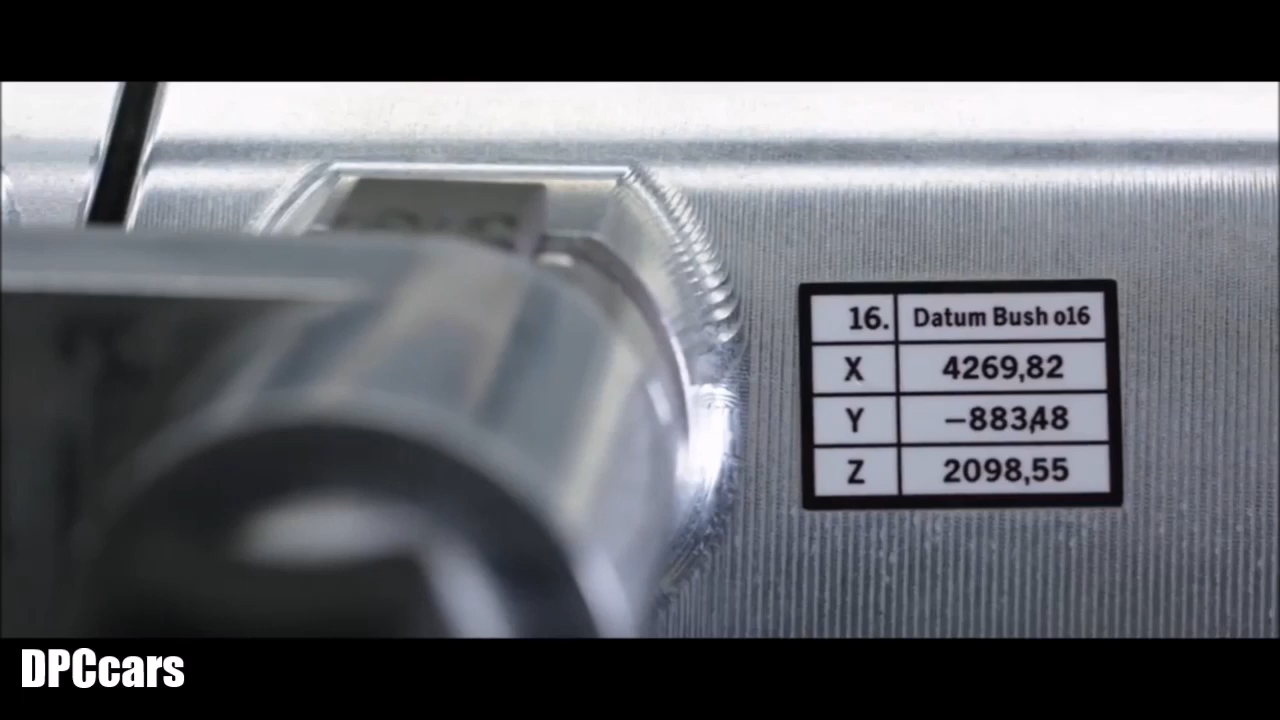 16. Datum Bush o16
X 4269,82
Y −883,48
Z 2098,55
DPCcars